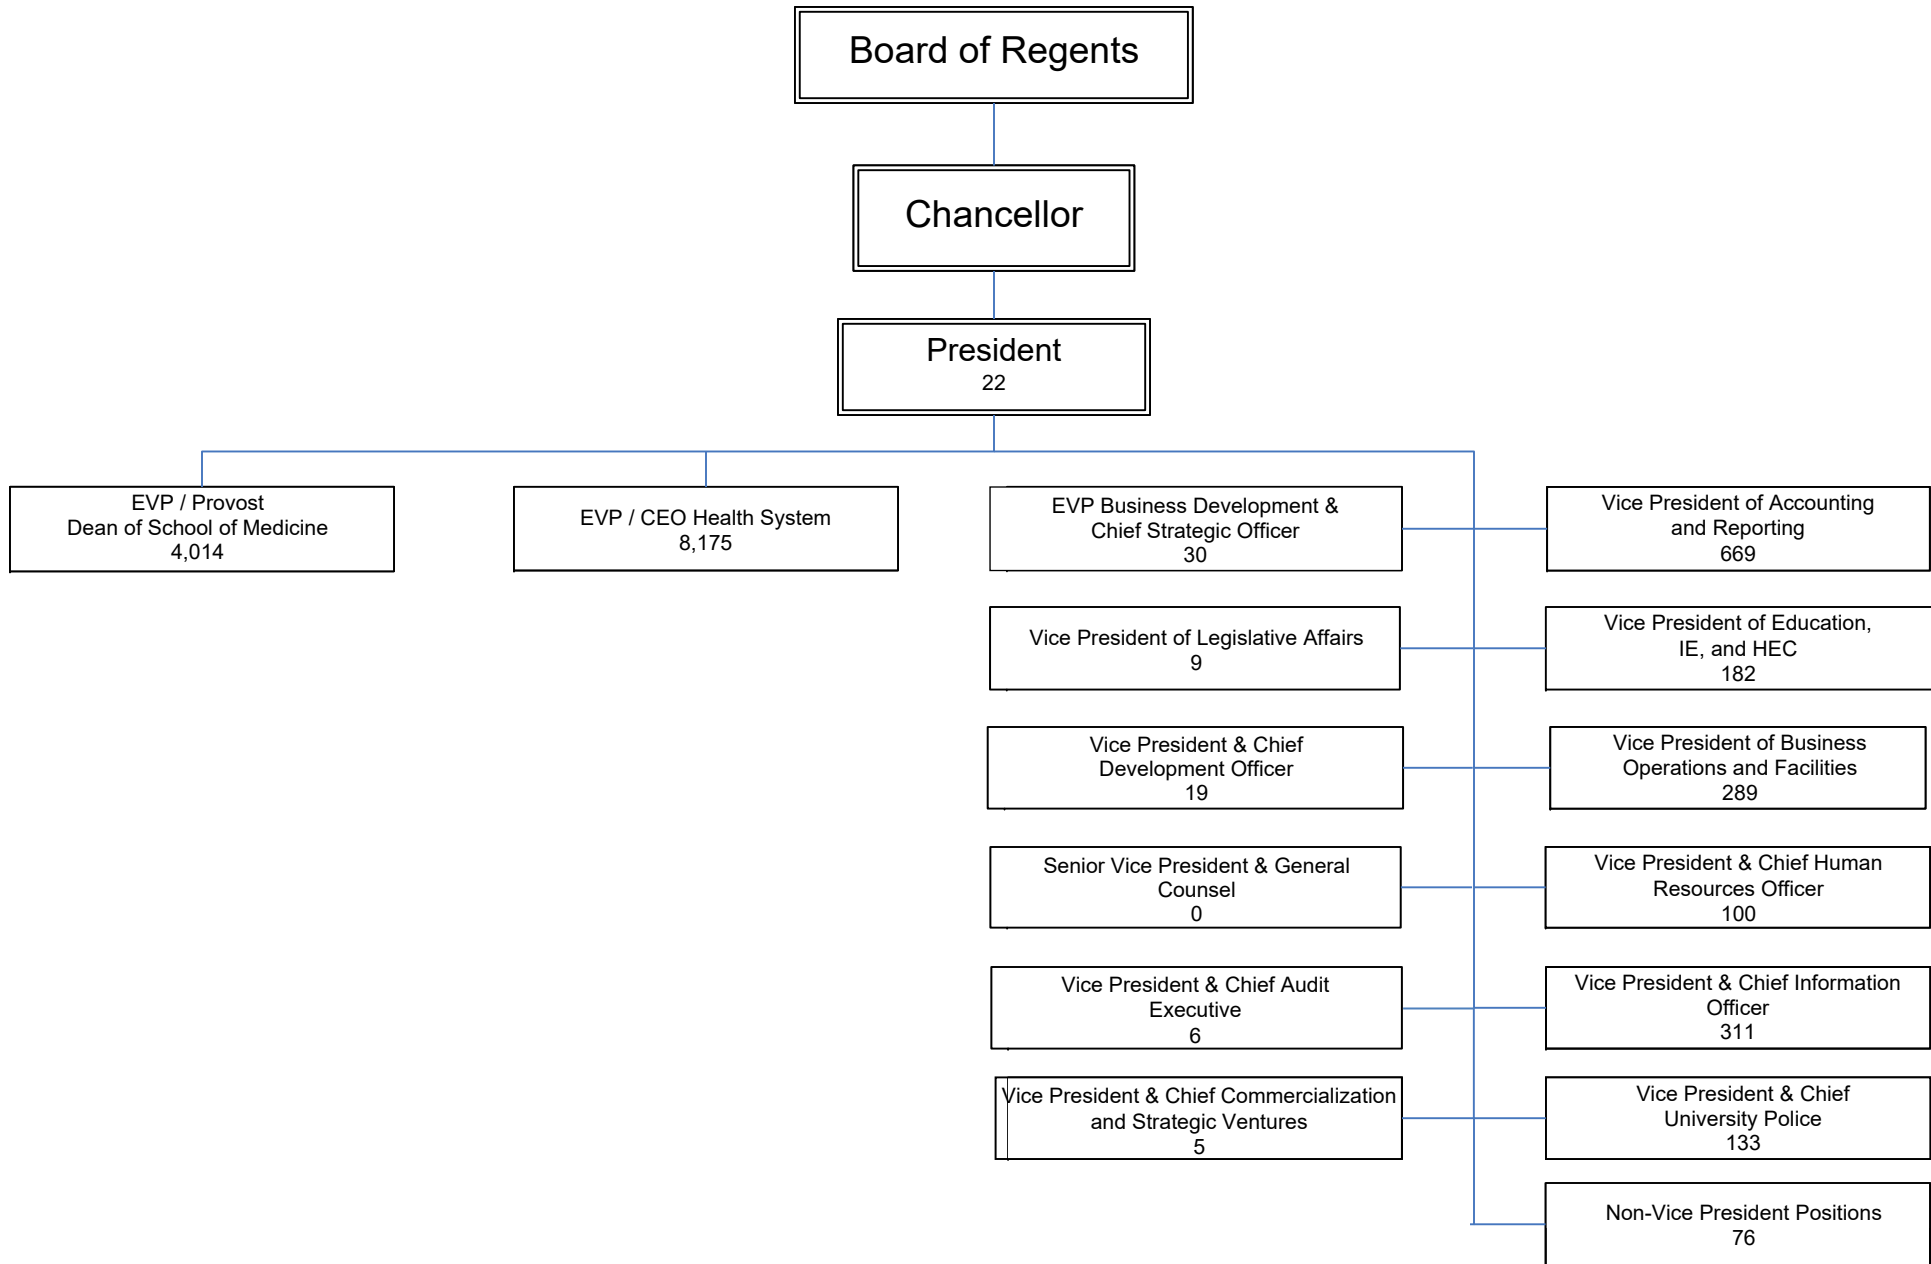 Board of Regents
Chancellor
President
22
EVP / Provost
Dean of School of Medicine
4,014
EVP / CEO Health System
8,175
EVP Business Development &
Chief Strategic Officer
30
Vice President of Accounting
and Reporting
669
Vice President of Legislative Affairs
9
Vice President of Education,
IE, and HEC
182
Vice President & Chief
Development Officer
19
Vice President of Business
Operations and Facilities
289
Senior Vice President & General
Counsel
0
Vice President & Chief Human
Resources Officer
100
Vice President & Chief Audit
Executive
6
Vice President & Chief Information
Officer
311
Vice President & Chief Commercialization
and Strategic Ventures
5
Vice President & Chief
University Police
133
Non-Vice President Positions
76